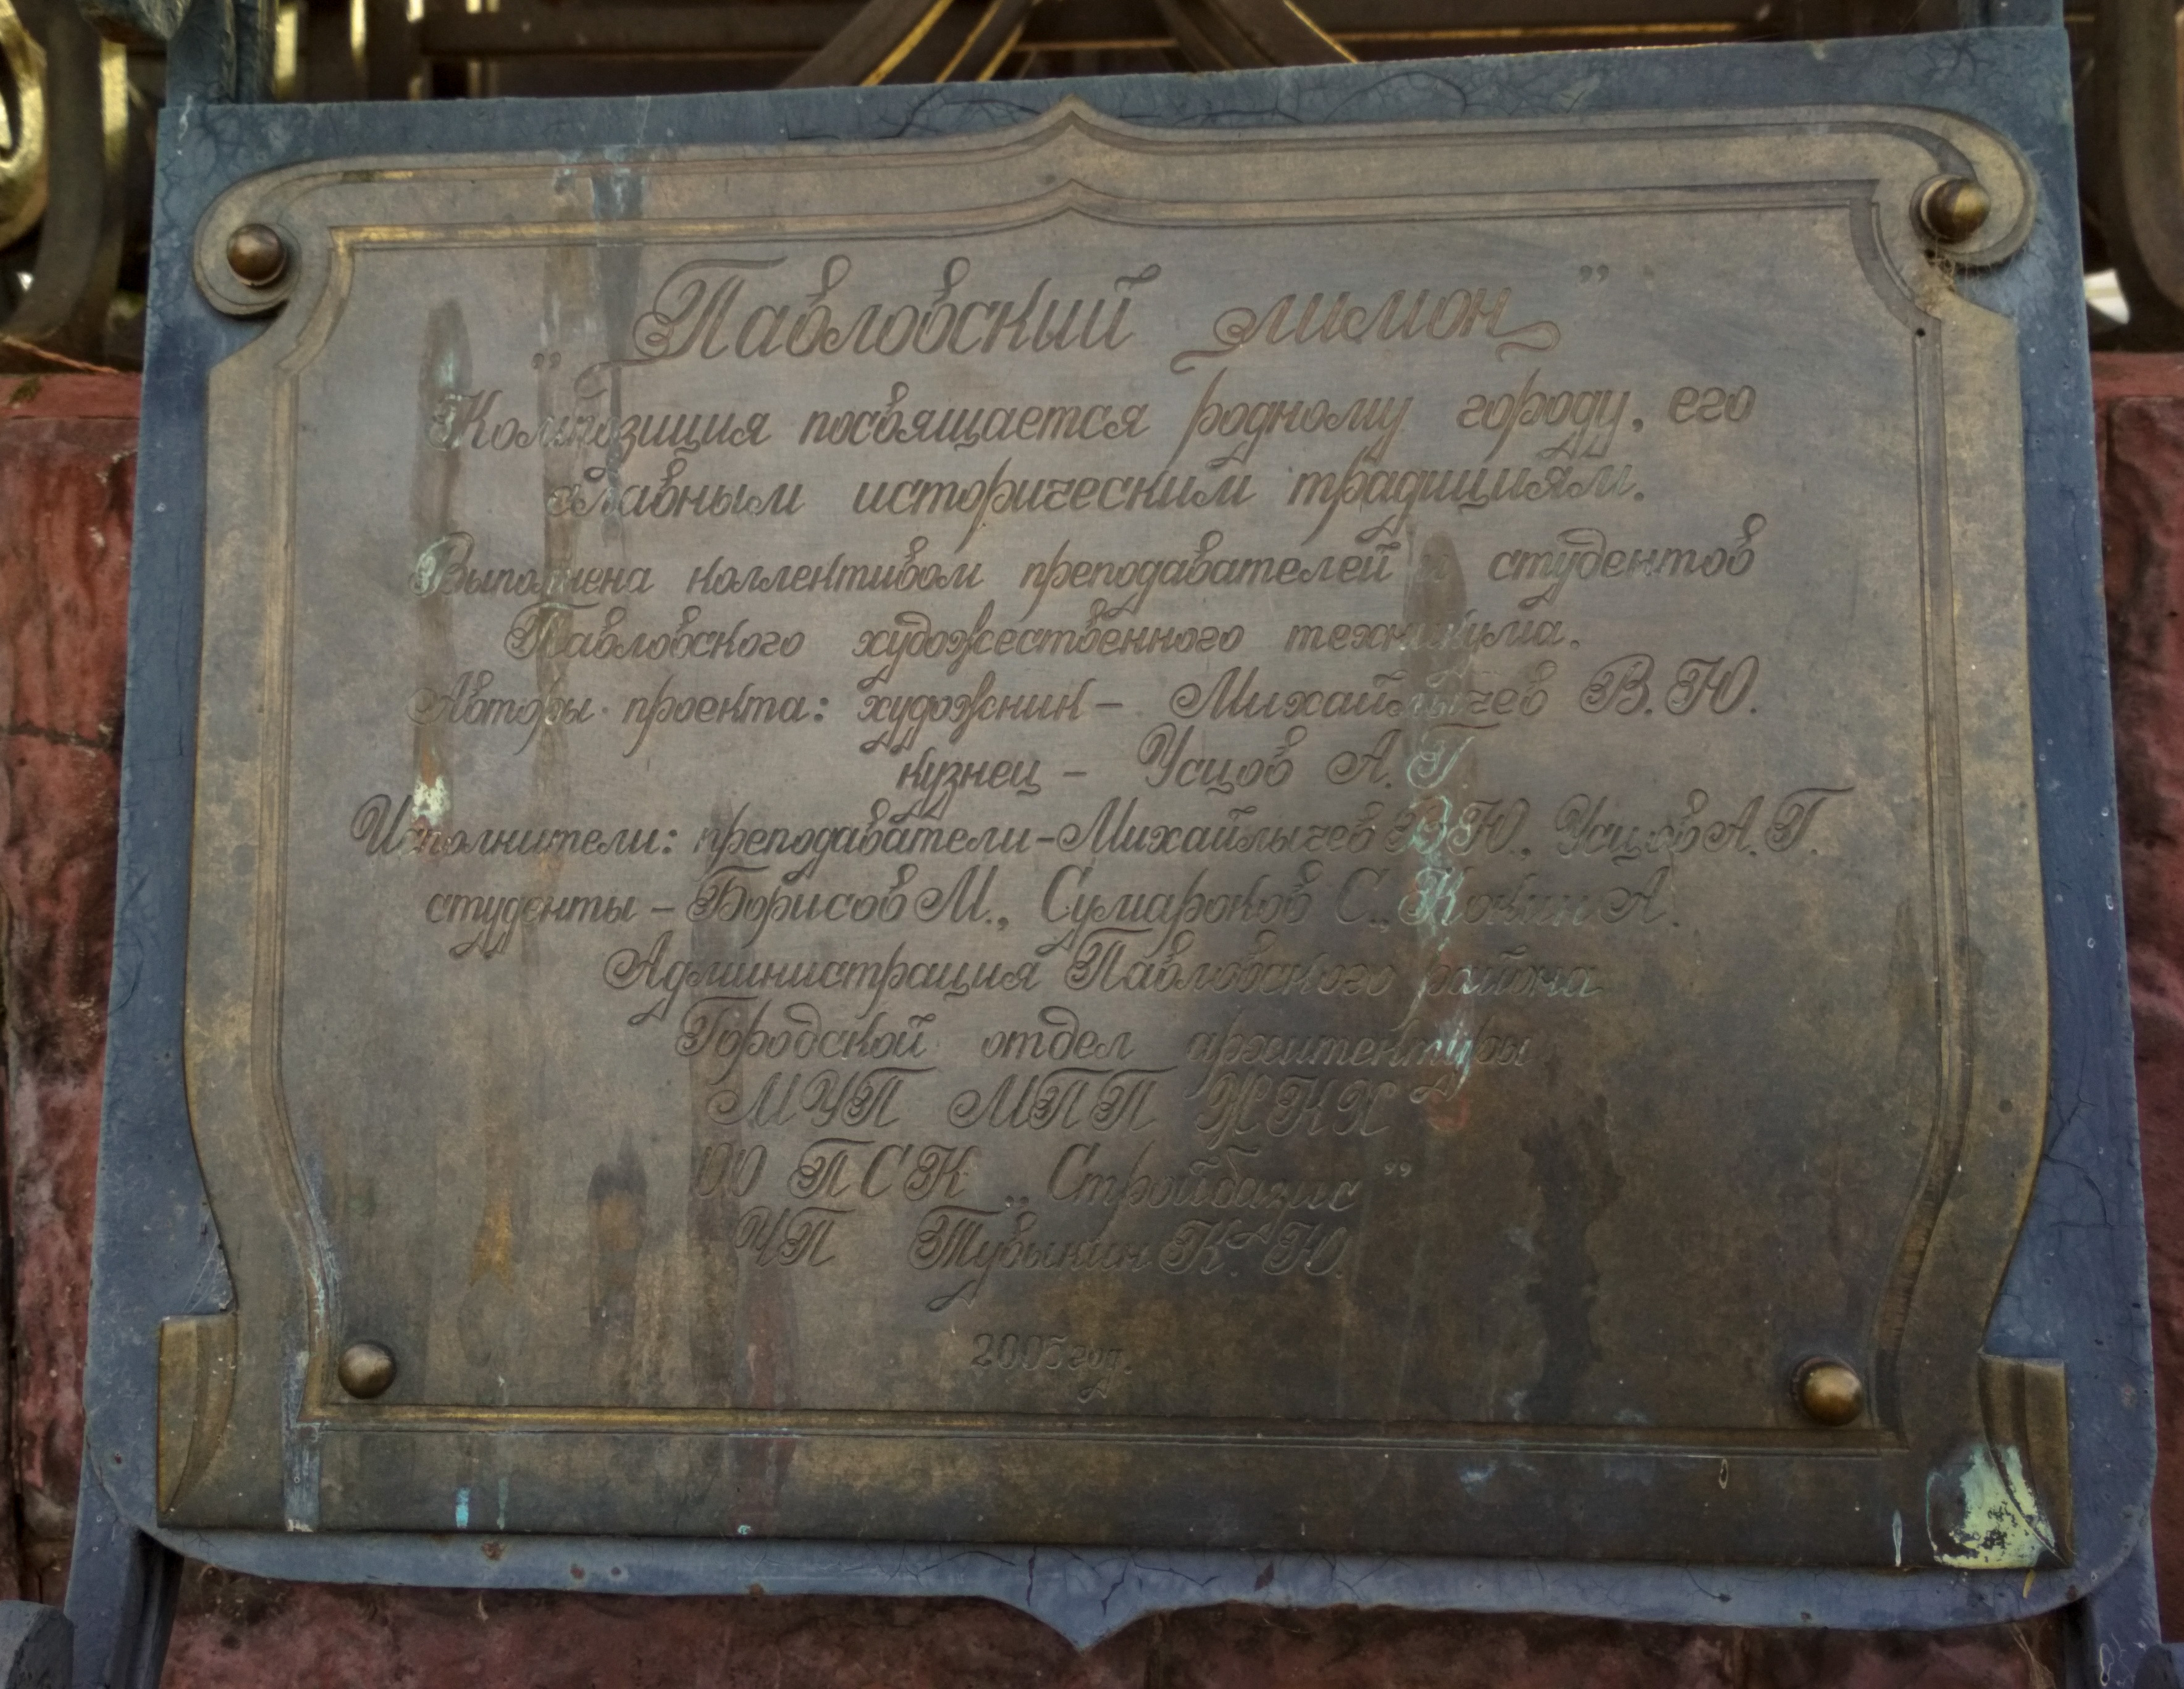 „Павловский лимон”
Композиция посвящается родному городу, его
славным историческим традициям.
Выполнена коллективом преподавателей и студентов
Павловского художественного техникума.
Авторы проекта: художник – Михайлычев В.Ю.
кузнец – Усцов А.Г.
Исполнители: преподаватели – Михайлычев В.Ю., Усцов А.Г.
студенты – Борисов М., Сумароков С., Кокин А.
Администрация Павловского района
Городской отдел архитектуры
МУП МПП ЖКХ
ООО ПСК „Стройбазис”
ЧП К.Ю.
2005 год.